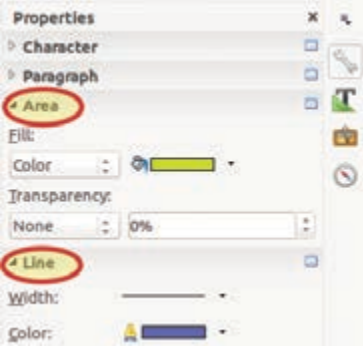 Properties
Character
Paragraph
Area
Fill:
Color
Transparency:
None 0%
Line
Width:
Color: